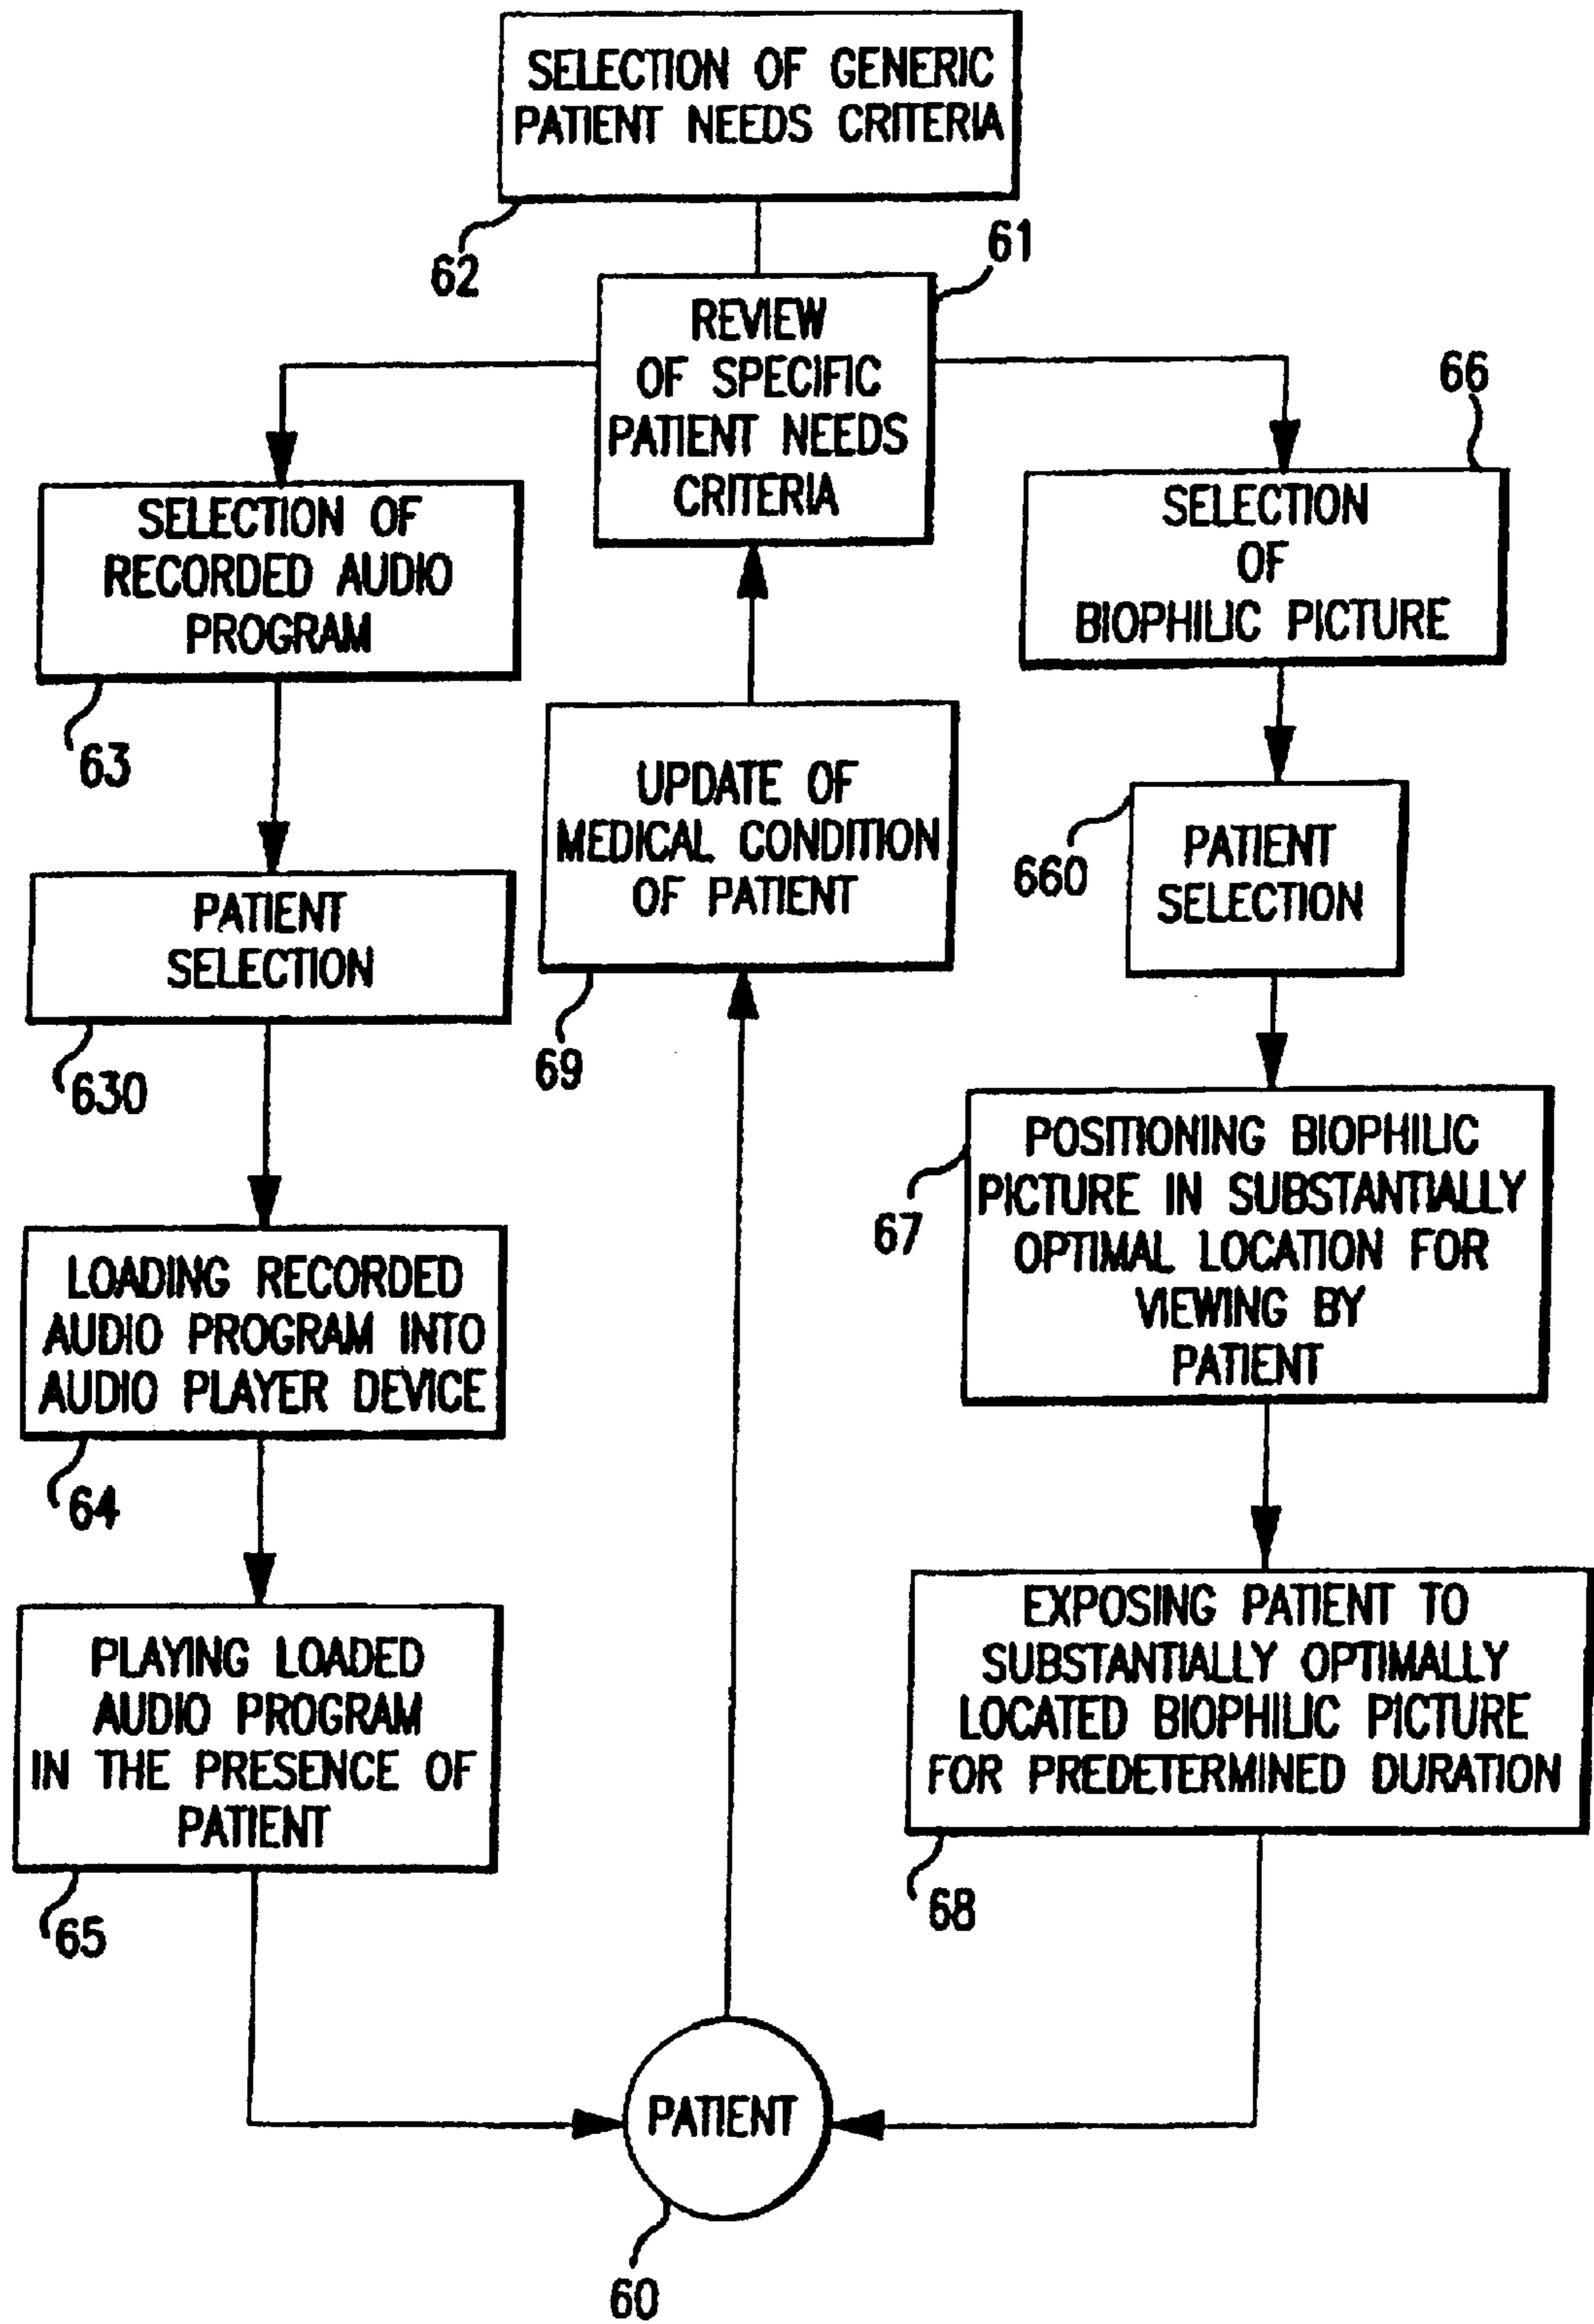 SELECTION OF GENERIC
PATIENT NEEDS CRITERIA
62
61
REVIEW
OF SPECIFIC
PATIENT NEEDS
CRITERIA
66
SELECTION OF
RECORDED AUDIO
PROGRAM
63
SELECTION
OF
BIOPHILIC PICTURE
UPDATE OF
MEDICAL CONDITION
OF PATIENT
69
660
PATIENT
SELECTION
PATIENT
SELECTION
630
POSITIONING BIOPHILIC
PICTURE IN SUBSTANTIALLY
OPTIMAL LOCATION FOR
VIEWING BY
PATIENT
67
LOADING RECORDED
AUDIO PROGRAM INTO
AUDIO PLAYER DEVICE
64
EXPOSING PATIENT TO
SUBSTANTIALLY OPTIMALLY
LOCATED BIOPHILIC PICTURE
FOR PREDETERMINED DURATION
68
PLAYING LOADED
AUDIO PROGRAM
IN THE PRESENCE OF
PATIENT
65
PATIENT
60